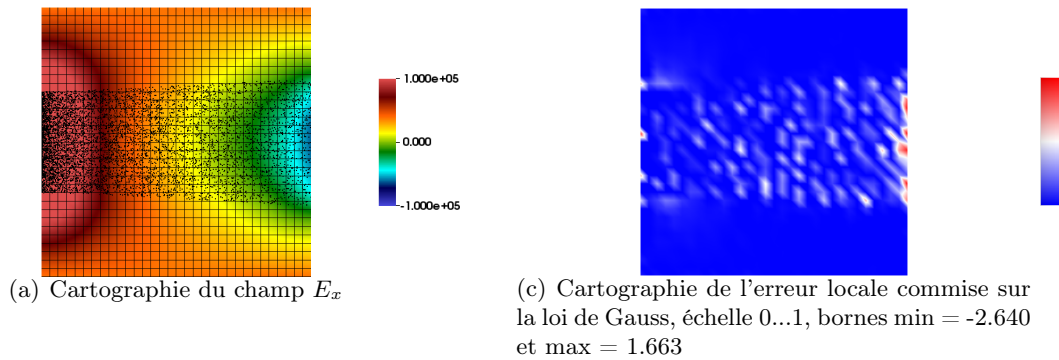 1.000e+05
0.000
-1.000e+05
(a) Cartographie du champ $E_x$
(c) Cartographie de l'erreur locale commise sur
la loi de Gauss, échelle 0...1, bornes min = -2.640
et max = 1.663